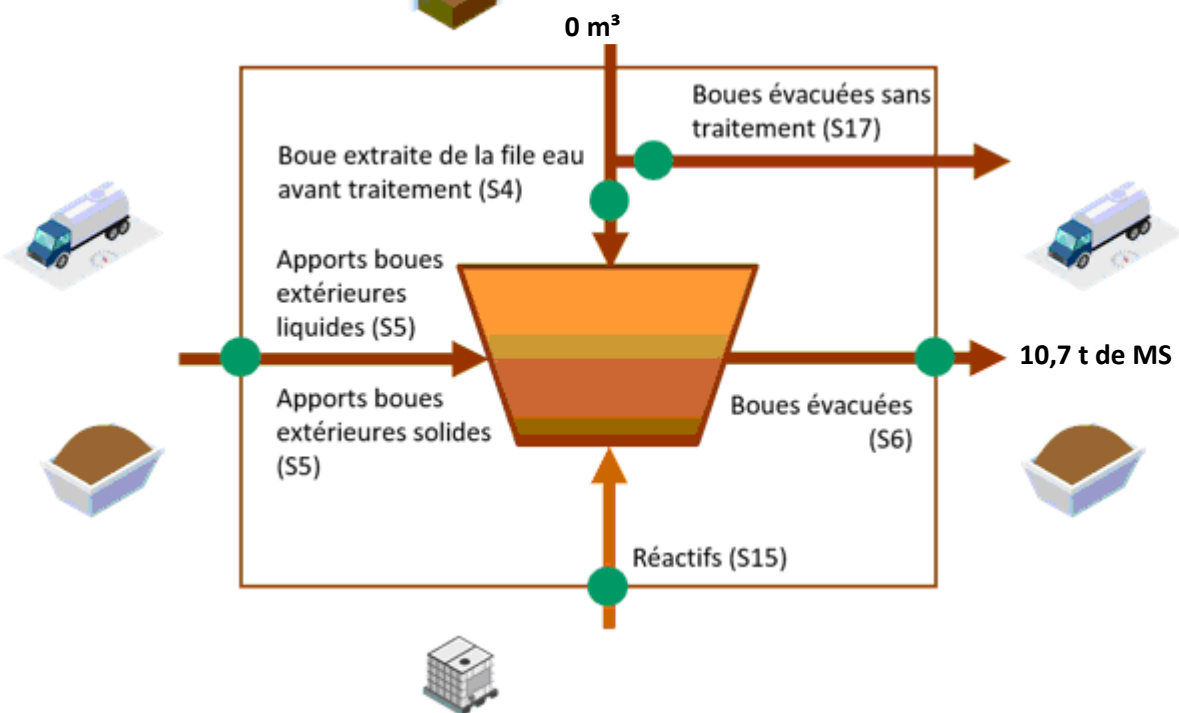 0 m³
Boues évacuées sans
traitement (S17)
Boue extraite de la file eau
avant traitement (S4)
Apports boues
extérieures
liquides (S5)
10,7 t de MS
Apports boues
extérieures solides
(S5)
Boues évacuées
(S6)
Réactifs (S15)